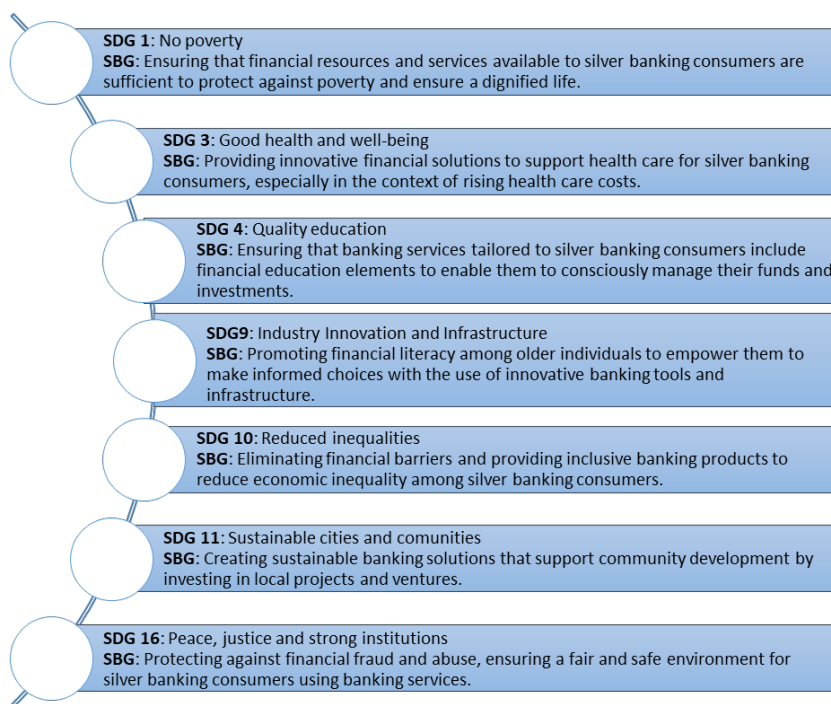 SDG 1: No poverty
SBG: Ensuring that financial resources and services available to silver banking consumers are
sufficient to protect against poverty and ensure a dignified life.
SDG 3: Good health and well-being
SBG: Providing innovative financial solutions to support health care for silver banking
consumers, especially in the context of rising health care costs.
SDG 4: Quality education
SBG: Ensuring that banking services tailored to silver banking consumers include
financial education elements to enable them to consciously manage their funds and
investments.
SDG9: Industry Innovation and Infrastructure
SBG: Promoting financial literacy among older individuals to empower them to
make informed choices with the use of innovative banking tools and
infrastructure.
SDG 10: Reduced inequalities
SBG: Eliminating financial barriers and providing inclusive banking products to
reduce economic inequality among silver banking consumers.
SDG 11: Sustainable cities and comunities
SBG: Creating sustainable banking solutions that support community development by
investing in local projects and ventures.
SDG 16: Peace, justice and strong institutions
SBG: Protecting against financial fraud and abuse, ensuring a fair and safe environment for
silver banking consumers using banking services.